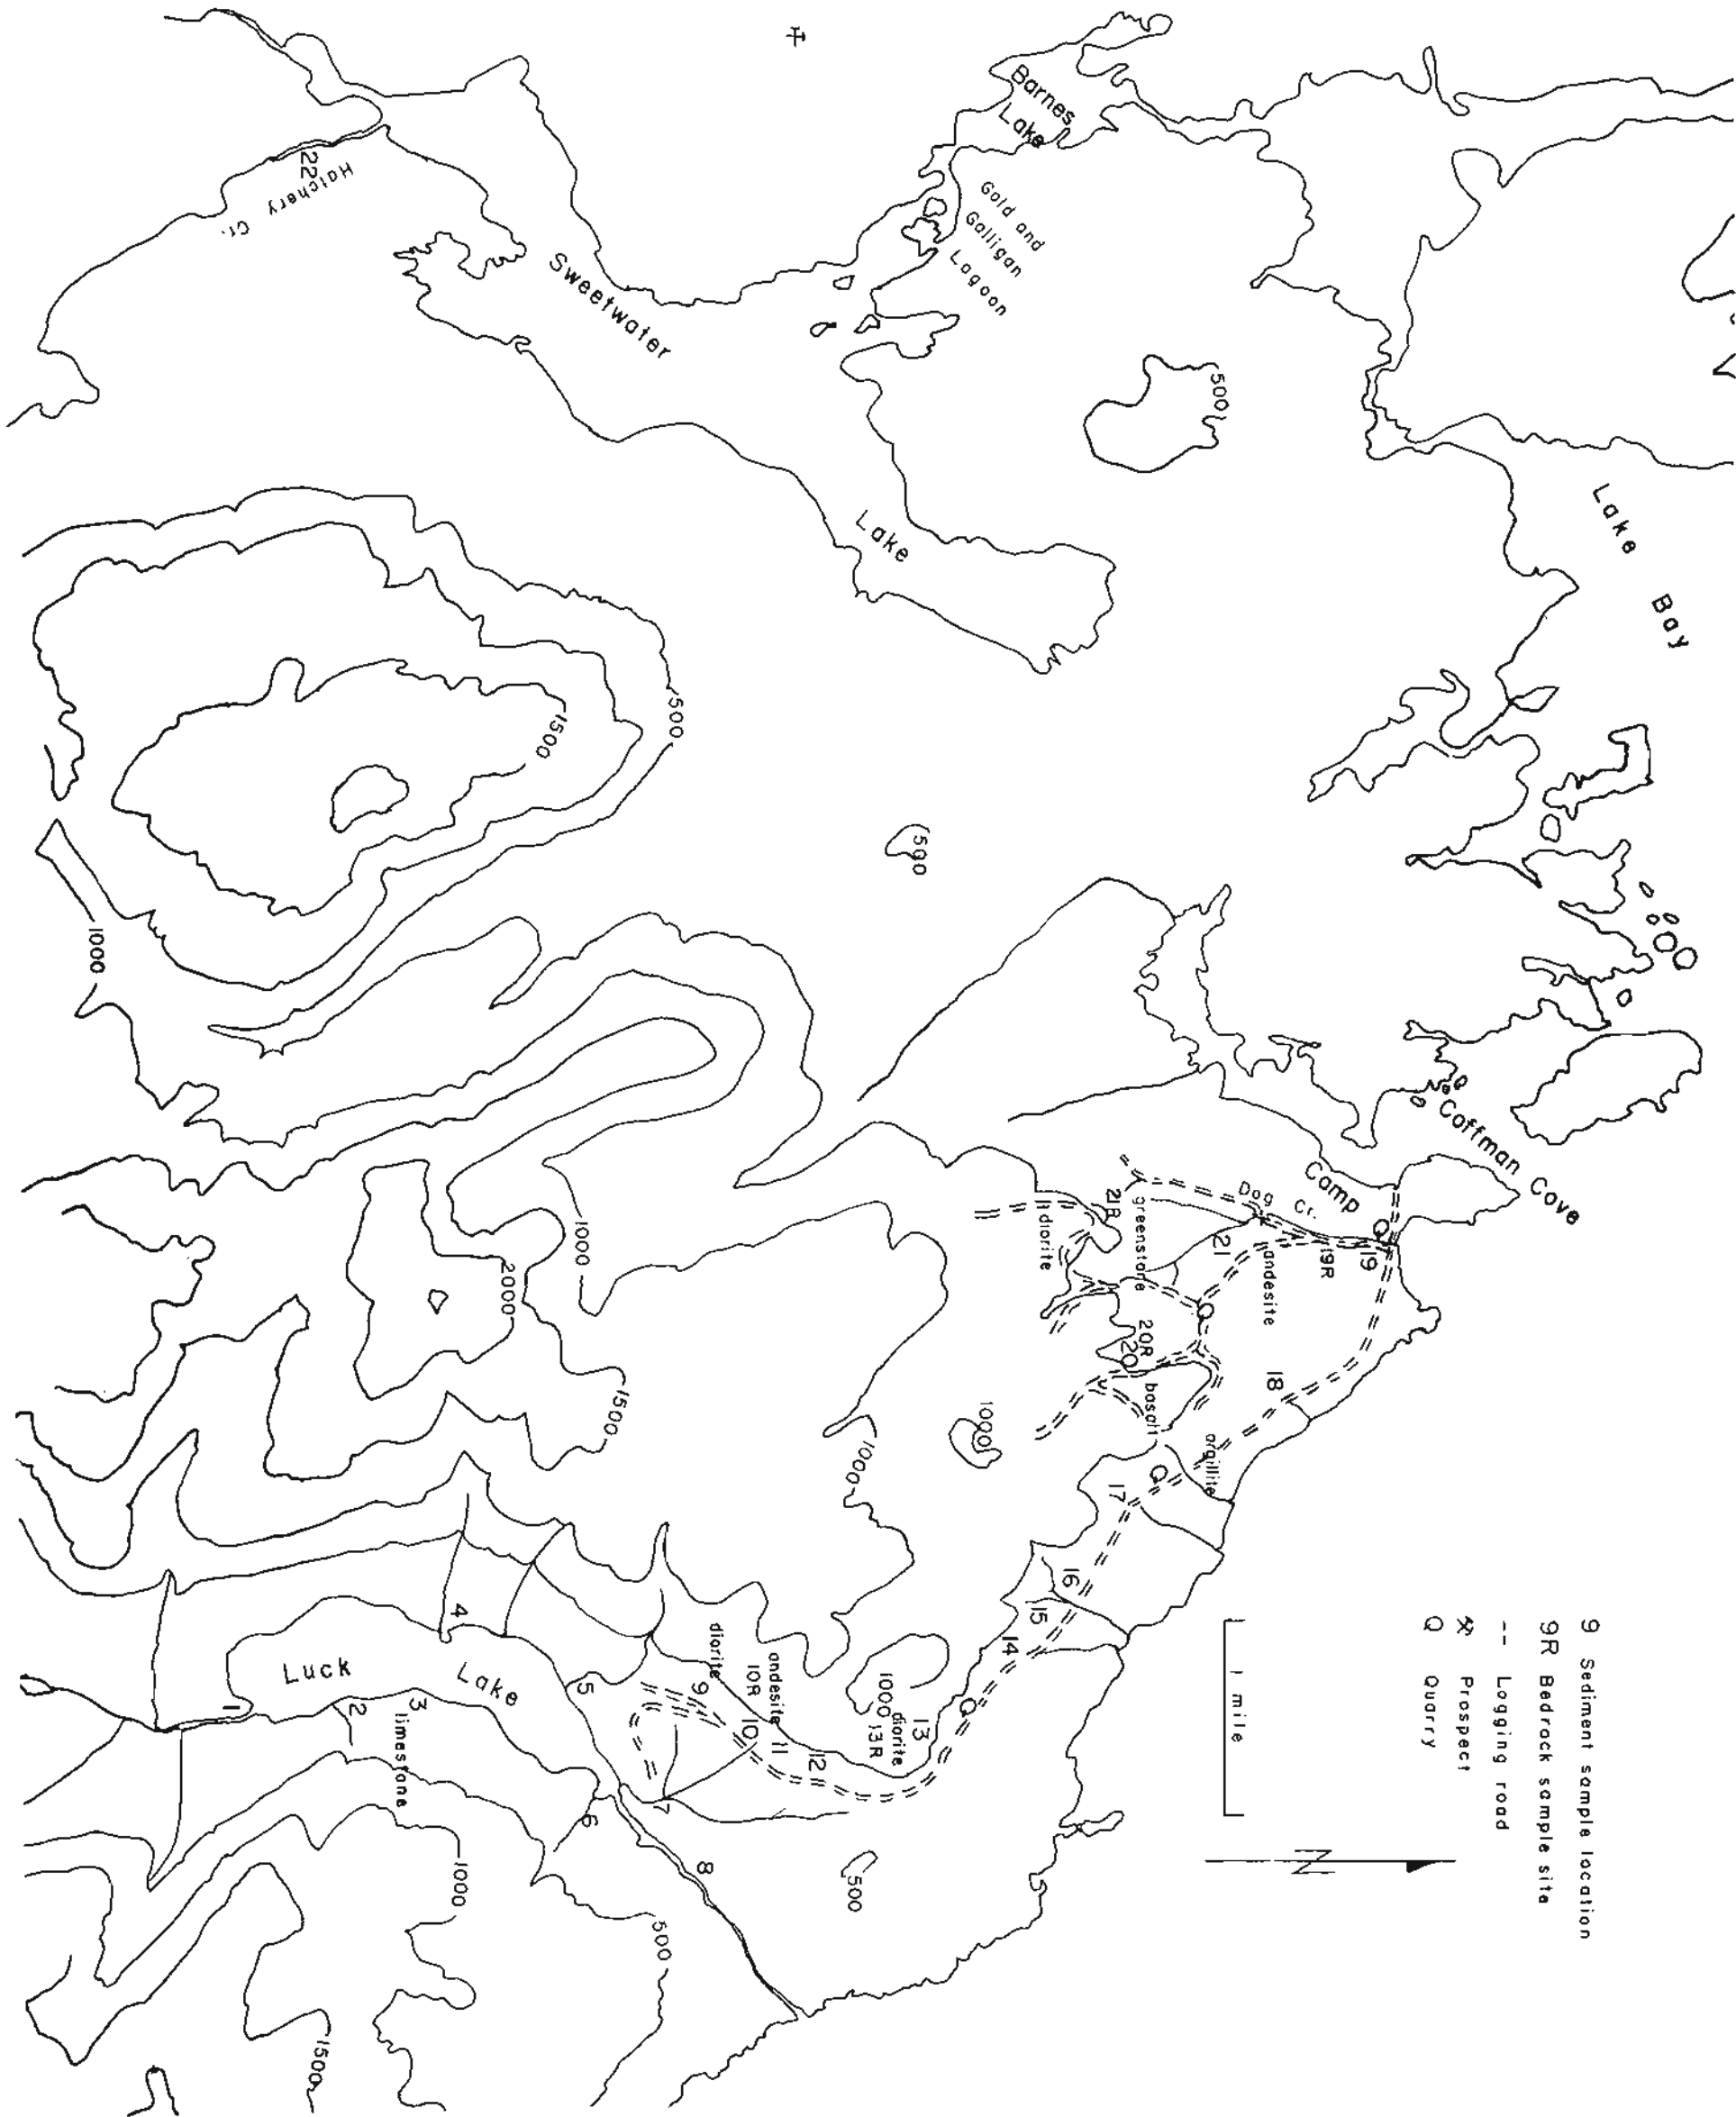 9 Sediment sample location
9R Bedrock sample site
-- Logging road
Prospect
Q Quarry
1 mile
N
Lake Bay
Coffman Cove
Camp
Barnes
Lake
Gold and
Galligan
Lagoon
Sweetwater
Lake
Hatchery Cr.
22
500
500
500
1500
1000
1000
2000
1500
1000
1000
Dog Cr.
Q
19
19R
21
andesite
greenstone
21R
diorite
Q
20R
20
basalt
18
argillite
Q
17
16
15
14
Q
13
diorite
13R
1000
12
11
andesite
10R
10
diorite
9
500
8
7
6
5
4
Luck
Lake
3
2
1
limestone
500
1000
1500